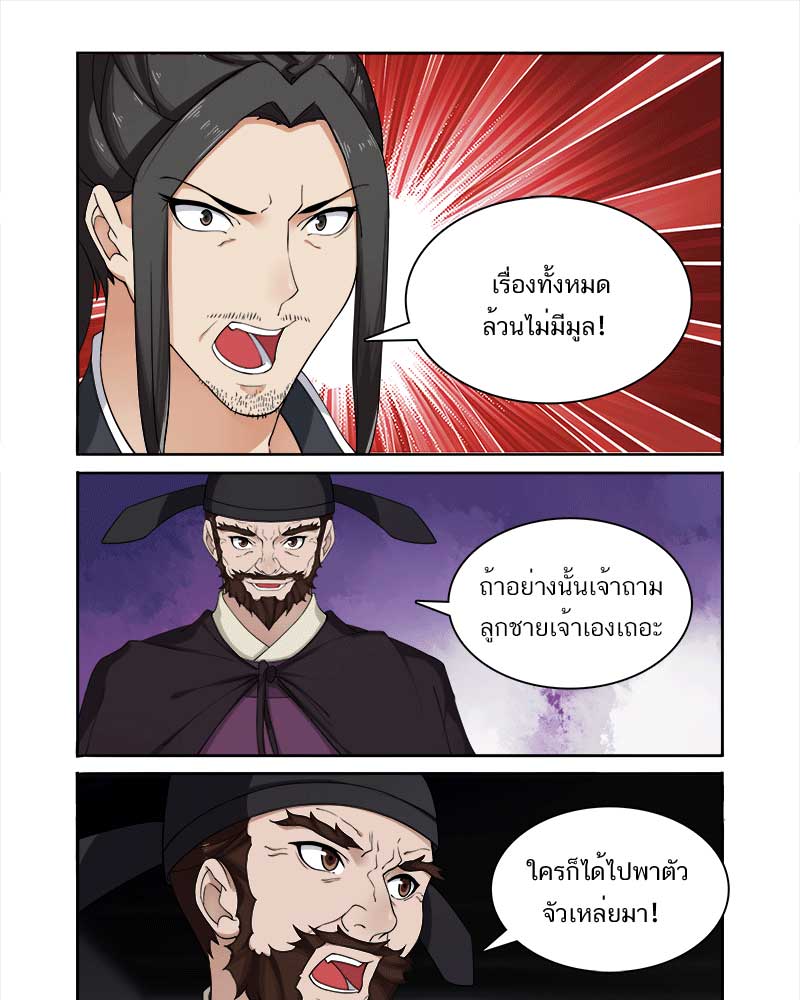 เรื่องทั้งหมด
ล้วนไม่มีมูล!
ถ้าอย่างนั้นเจ้าถาม
ลูกชายเจ้าเองเถอะ
ใครก็ได้ไปพาตัว
จัวเหล่ยมา!